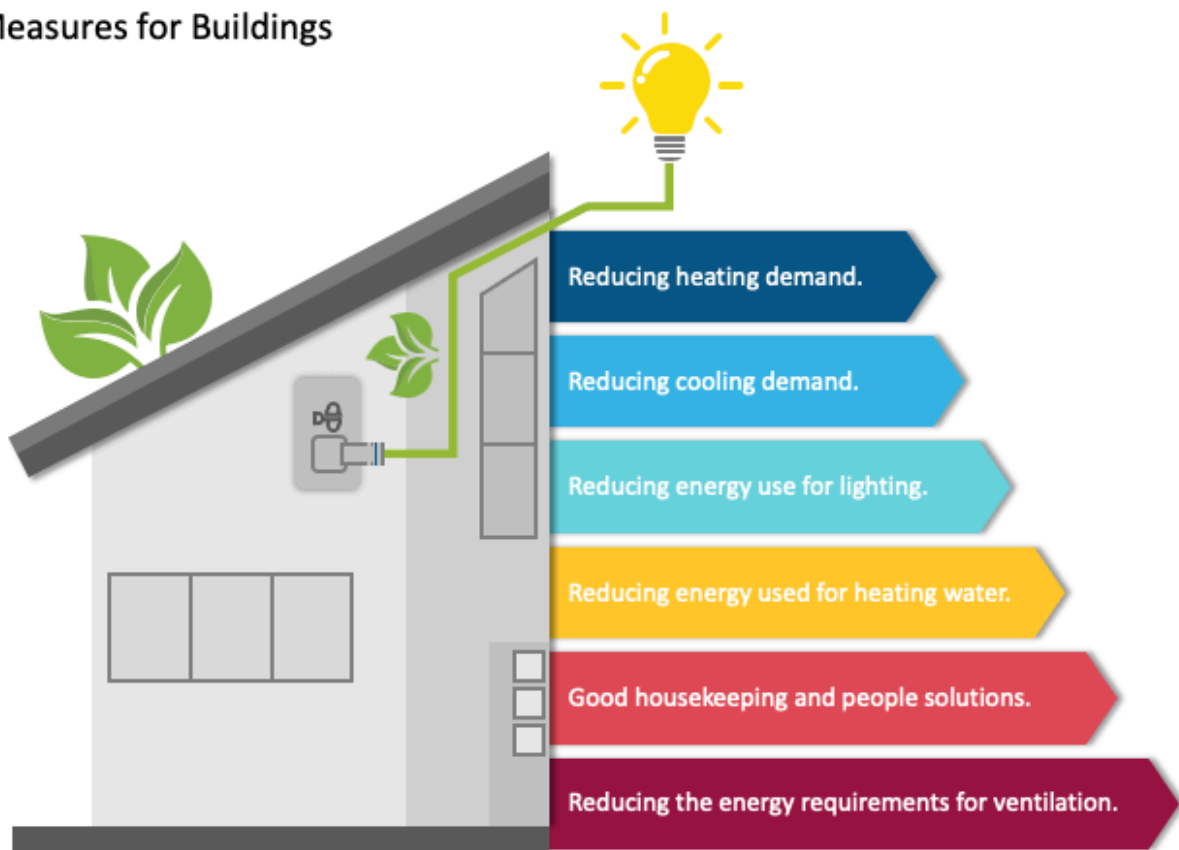 Measures for Buildings
Reducing heating demand.
Reducing cooling demand.
Reducing energy use for lighting.
Reducing energy used for heating water.
Good housekeeping and people solutions.
Reducing the energy requirements for ventilation.